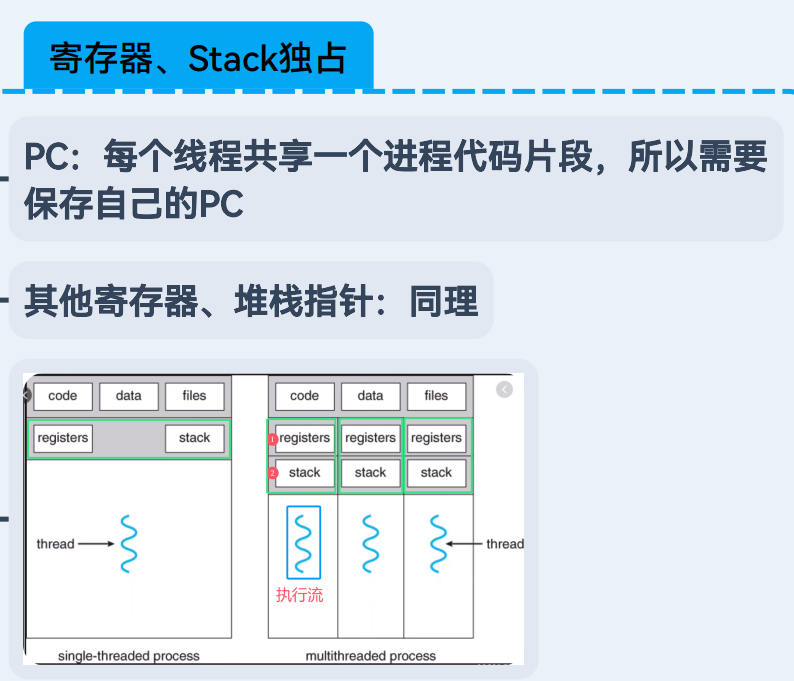 寄存器、Stack独占
PC：每个线程共享一个进程代码片段，所以需要
保存自己的PC
其他寄存器、堆栈指针：同理
code data files
registers stack
thread
single-threaded process
code data files
1 registers registers registers
2 stack stack stack
thread
执行流
multithreaded process